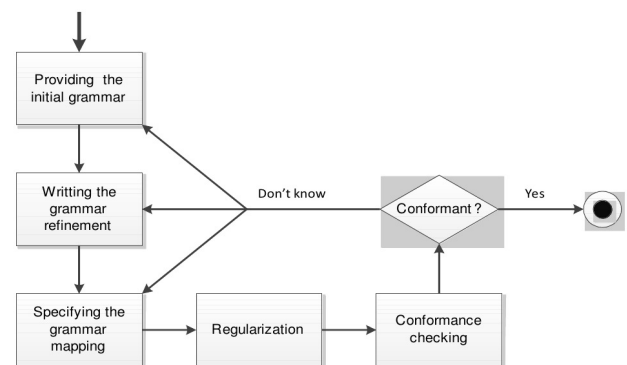 Providing the
initial grammar
Writting the
grammar
refinement
Don't know
Conformant ?
Yes
Specifying the
grammar
mapping
Regularization
Conformance
checking